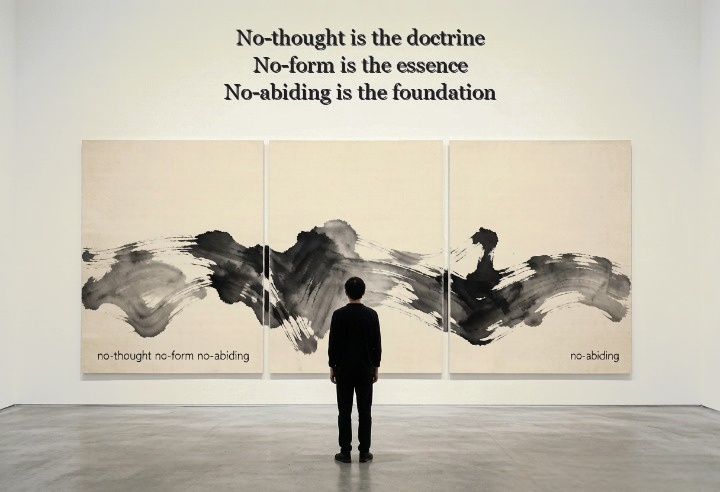 No-thought is the doctrine
No-form is the essence
No-abiding is the foundation
no-thought no-form no-abiding
no-abiding